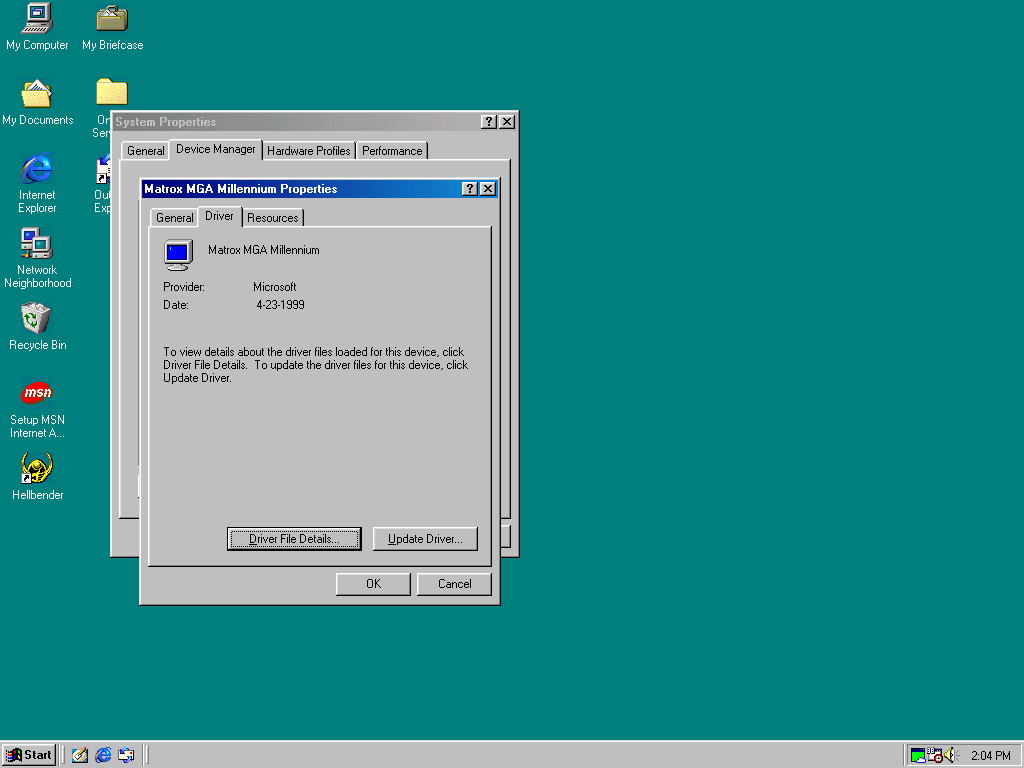 My Computer
My Briefcase
My Documents
Internet
Explorer
Network
Neighborhood
Recycle Bin
msn
Setup MSN
Internet A...
Hellbender
System Properties
General
Device Manager
Hardware Profiles
Performance
Matrox MGA Millennium Properties
General
Driver
Resources
Matrox MGA Millennium
Provider: Microsoft
Date: 4-23-1999
To view details about the driver files loaded for this device, click
Driver File Details. To update the driver files for this device, click
Update Driver.
Driver File Details...
Update Driver...
OK
Cancel
Start
2:04 PM